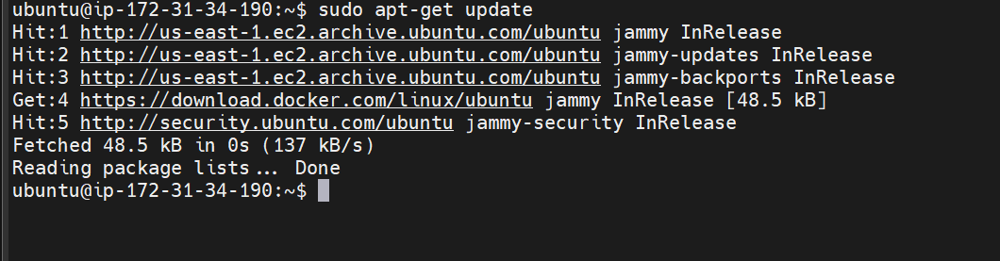 ubuntu@ip-172-31-34-190:~$ sudo apt-get update
Hit:1 http://us-east-1.ec2.archive.ubuntu.com/ubuntu jammy InRelease
Hit:2 http://us-east-1.ec2.archive.ubuntu.com/ubuntu jammy-updates InRelease
Hit:3 http://us-east-1.ec2.archive.ubuntu.com/ubuntu jammy-backports InRelease
Get:4 https://download.docker.com/linux/ubuntu jammy InRelease [48.5 kB]
Hit:5 http://security.ubuntu.com/ubuntu jammy-security InRelease
Fetched 48.5 kB in 0s (137 kB/s)
Reading package lists... Done
ubuntu@ip-172-31-34-190:~$